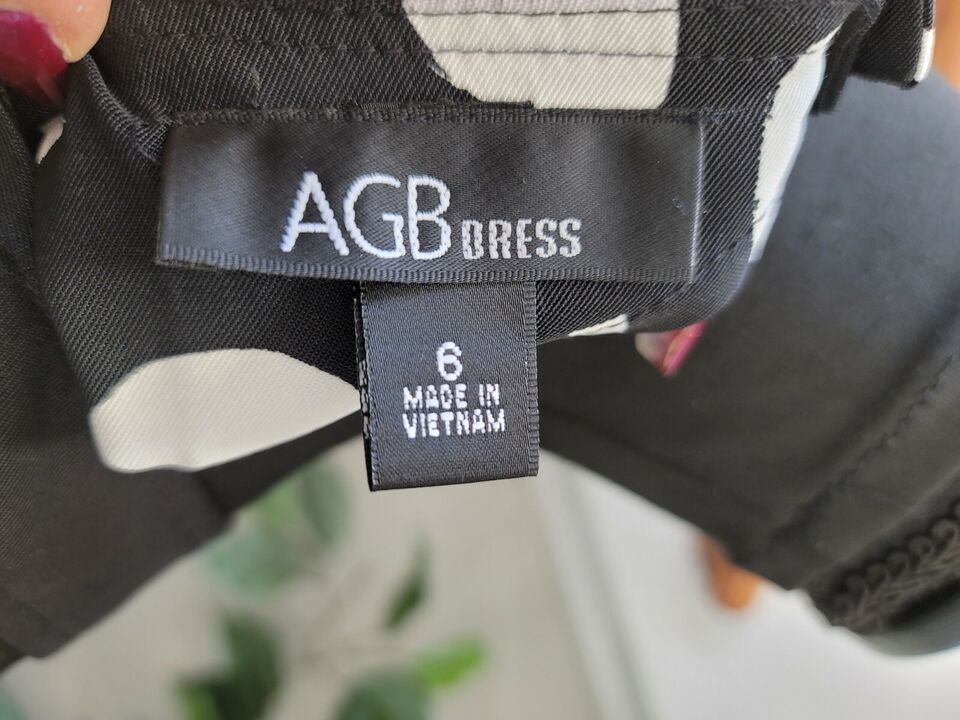 AGB DRESS
6
MADE IN
VIETNAM